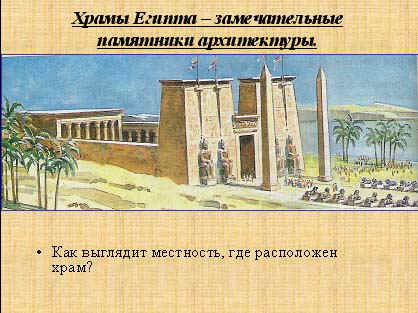 Храмы Египта – замечательные
памятники архитектуры.
• Как выглядит местность, где расположен
храм?